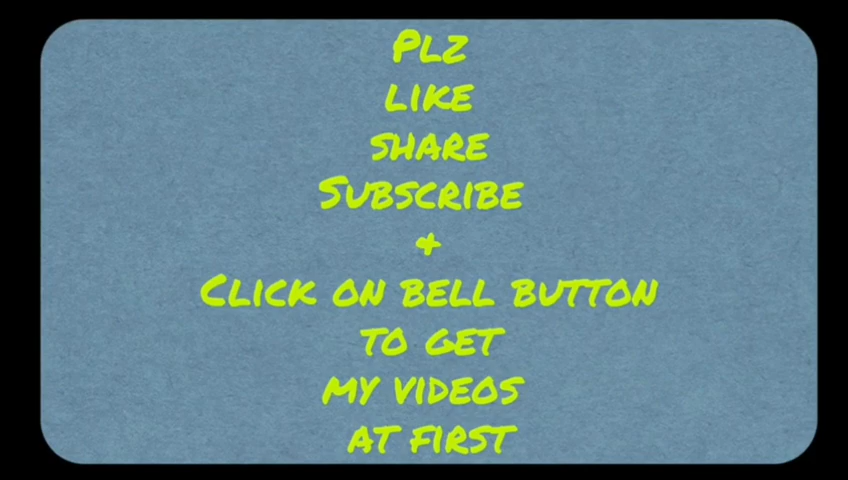 Plz
like
share
Subscribe
&
Click on bell button
to get
my videos
at first